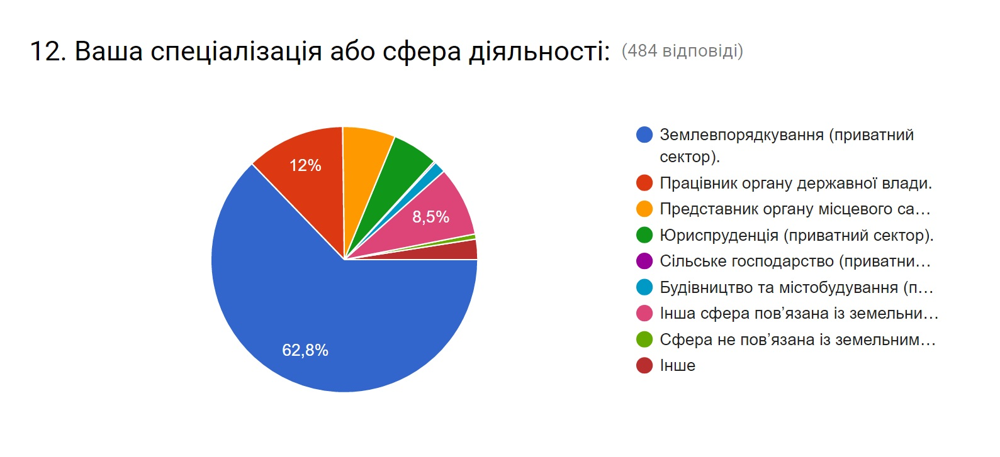 12. Ваша спеціалізація або сфера діяльності: (484 відповіді)
12%
8,5%
62,8%
Землевпорядкування (приватний
сектор).
Працівник органу державної влади.
Представник органу місцевого са…
Юриспруденція (приватний сектор).
Сільське господарство (приватни…
Будівництво та містобудування (п…
Інша сфера пов’язана із земельни…
Сфера не пов’язана із земельним…
Інше